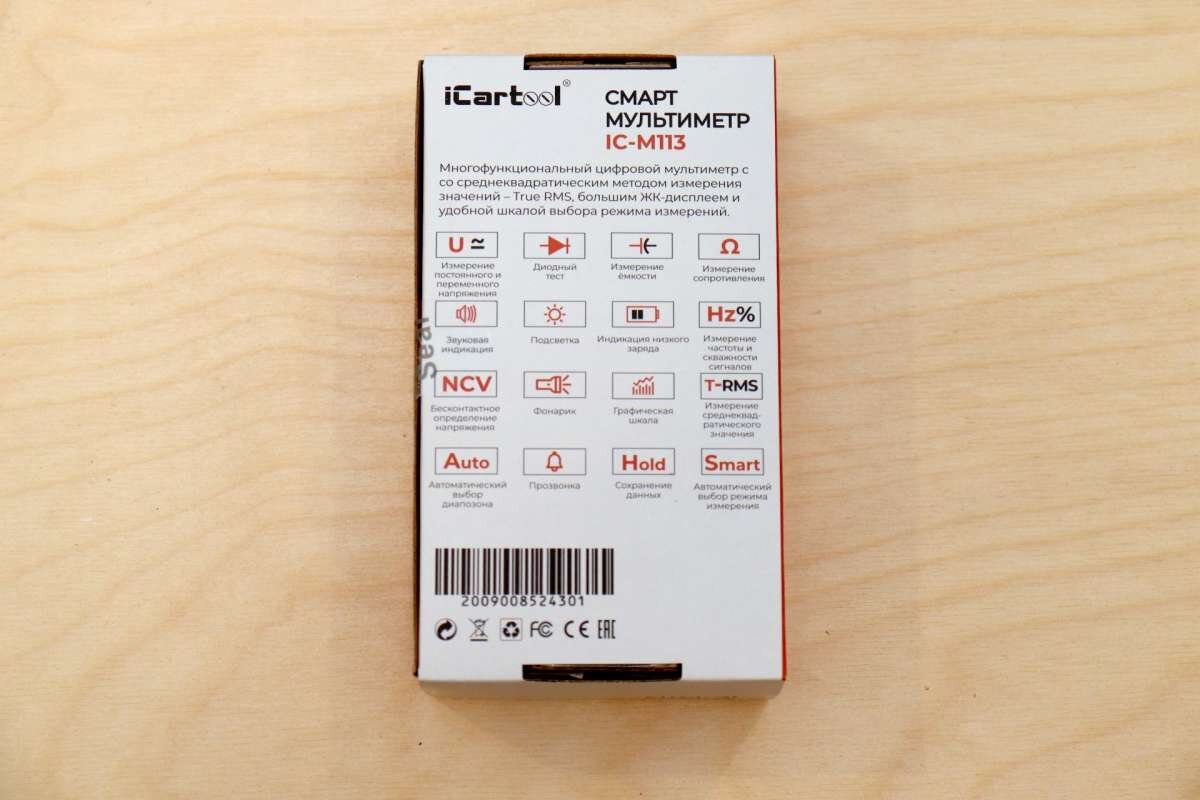 iCartool®
СМАРТ
МУЛЬТИМЕТР
IC-M113
Многофункциональный цифровой мультиметр с
со среднеквадратическим методом измерения
значений – True RMS, большим ЖК-дисплеем и
удобной шкалой выбора режима измерений.
U ≃
Измерение
постоянного и
переменного
напряжения
Диодный
тест
Измерение
ёмкости
Ω
Измерение
сопротивления
Звуковая
индикация
Подсветка
Индикация низкого
заряда
Hz%
Измерение
частоты и
скважности
сигналов
Seal
NCV
Бесконтактное
определение
напряжения
Фонарик
Графическая
шкала
T-RMS
Измерение
среднеквад-
ратического
значения
Auto
Автоматический
выбор
диапозона
Прозвонка
Hold
Сохранение
данных
Smart
Автоматический
выбор режима
измерения
2009008524301
FC CE EAC